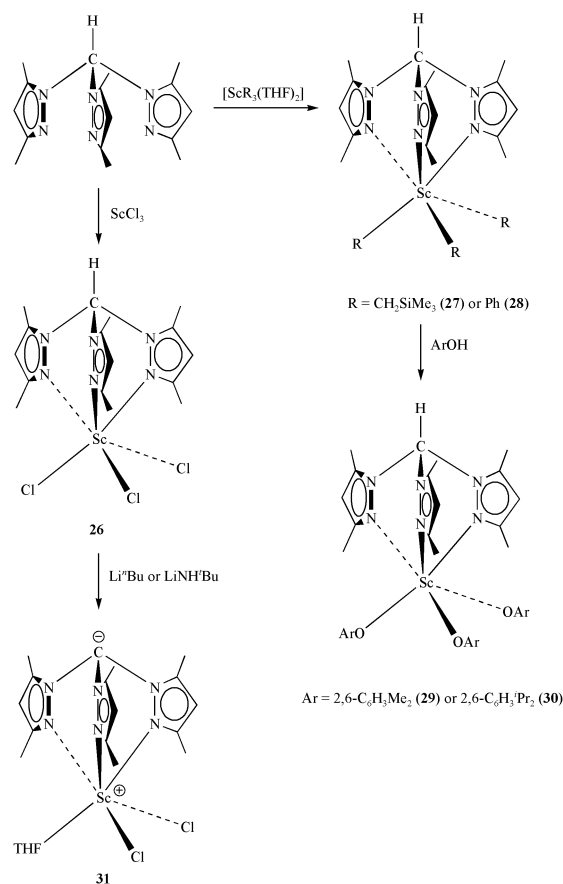 H
C
N N N
N N N
[ScR₃(THF)₂]
H
C
N N N
N N N
Sc
R R R
R = CH₂SiMe₃ (27) or Ph (28)
ScCl₃
H
C
N N N
N N N
Sc
Cl Cl Cl
26
ArOH
H
C
N N N
N N N
Sc
ArO OAr OAr
Ar = 2,6-C₆H₃Me₂ (29) or 2,6-C₆H₃ⁱPr₂ (30)
LiⁿBu or LiNHᵗBu
⊖
C
N N N
N N N
Sc ⊕
THF Cl Cl
31